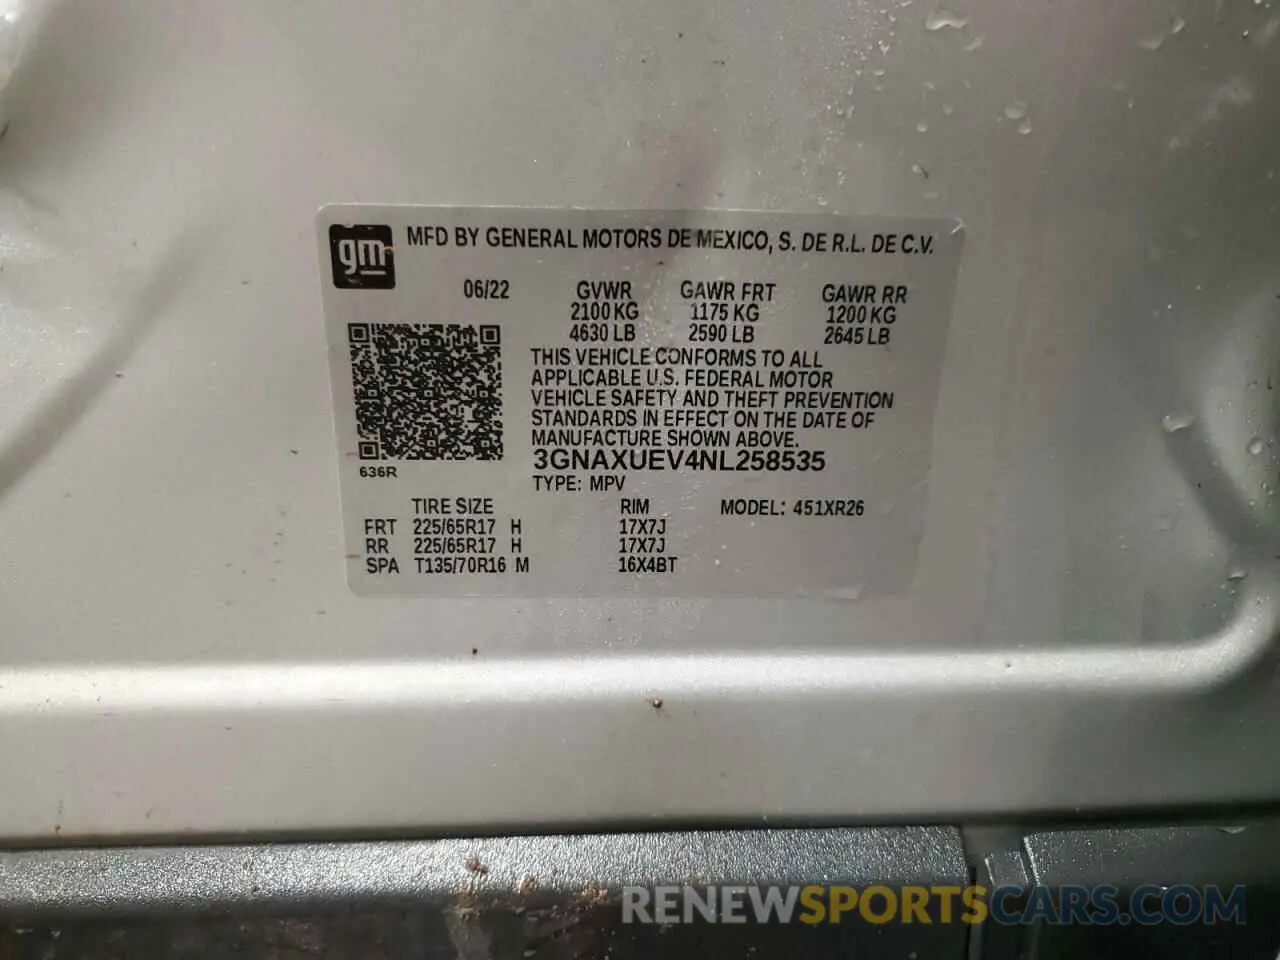 gm
MFD BY GENERAL MOTORS DE MEXICO, S. DE R.L. DE C.V.
06/22 GVWR GAWR FRT GAWR RR
2100 KG 1175 KG 1200 KG
4630 LB 2590 LB 2645 LB
THIS VEHICLE CONFORMS TO ALL
APPLICABLE U.S. FEDERAL MOTOR
VEHICLE SAFETY AND THEFT PREVENTION
STANDARDS IN EFFECT ON THE DATE OF
MANUFACTURE SHOWN ABOVE.
3GNAXUEV4NL258535
636R
TYPE: MPV
TIRE SIZE RIM MODEL: 451XR26
FRT 225/65R17 H 17X7J
RR 225/65R17 H 17X7J
SPA T135/70R16 M 16X4BT
RENEWSPORTSCARS.COM